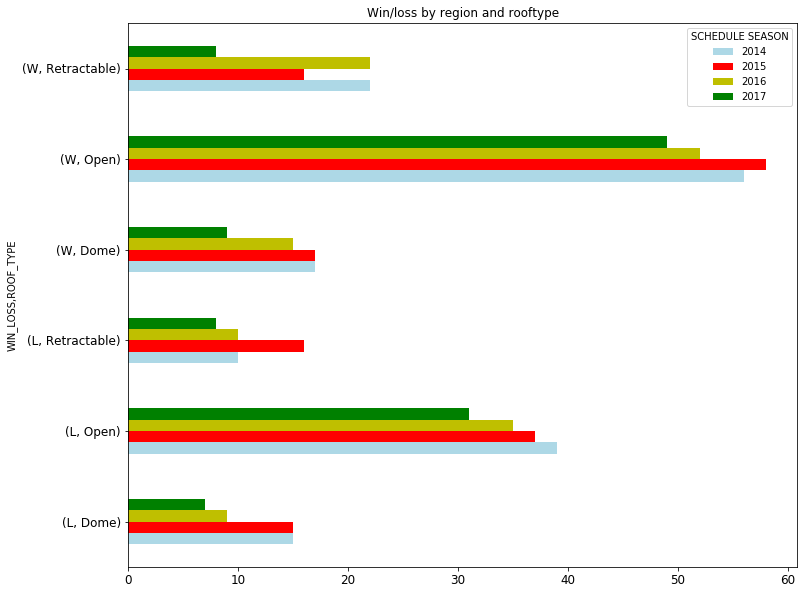 Win/loss by region and rooftype
SCHEDULE SEASON
2014
2015
2016
2017
WIN_LOSS,ROOF_TYPE
(W, Retractable)
(W, Open)
(W, Dome)
(L, Retractable)
(L, Open)
(L, Dome)
0 10 20 30 40 50 60